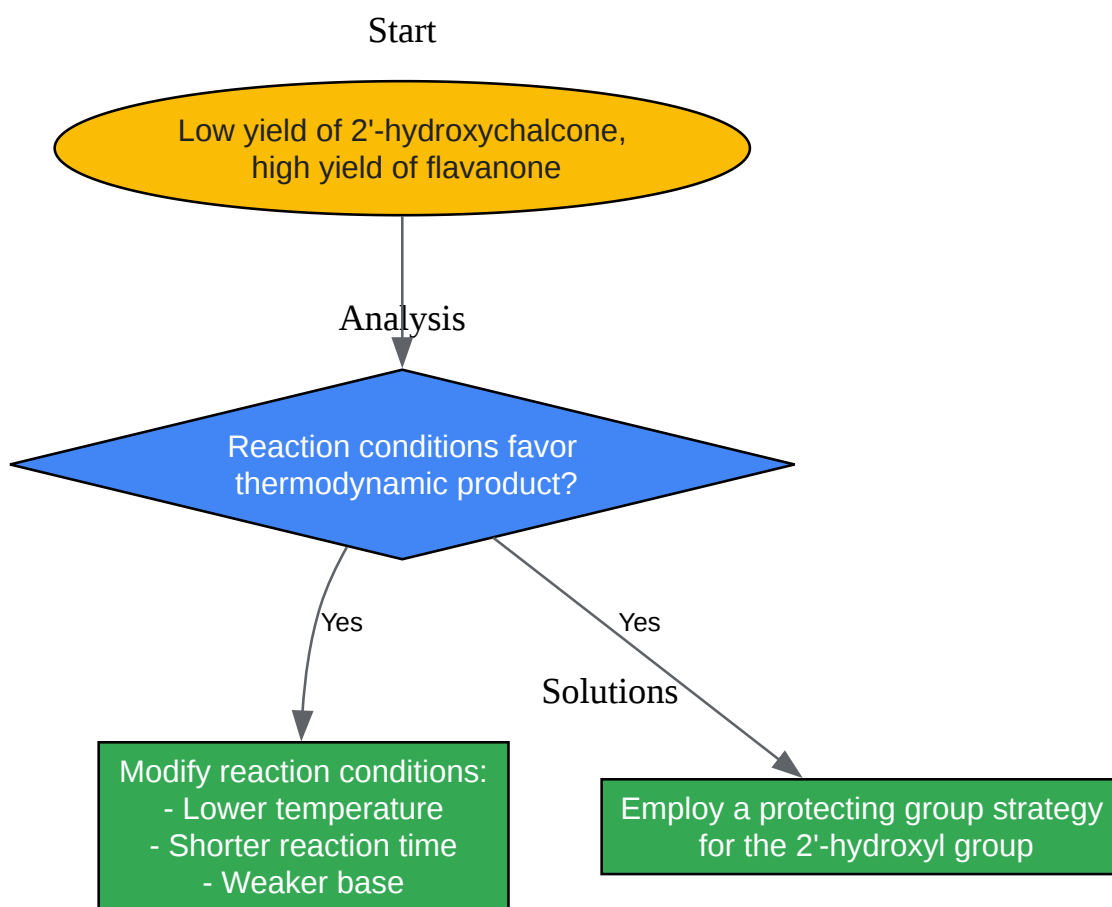 Start
Low yield of 2'-hydroxychalcone,
high yield of flavanone
Analysis
Reaction conditions favor
thermodynamic product?
Yes
Yes
Solutions
Modify reaction conditions:
- Lower temperature
- Shorter reaction time
- Weaker base
Employ a protecting group strategy
for the 2'-hydroxyl group